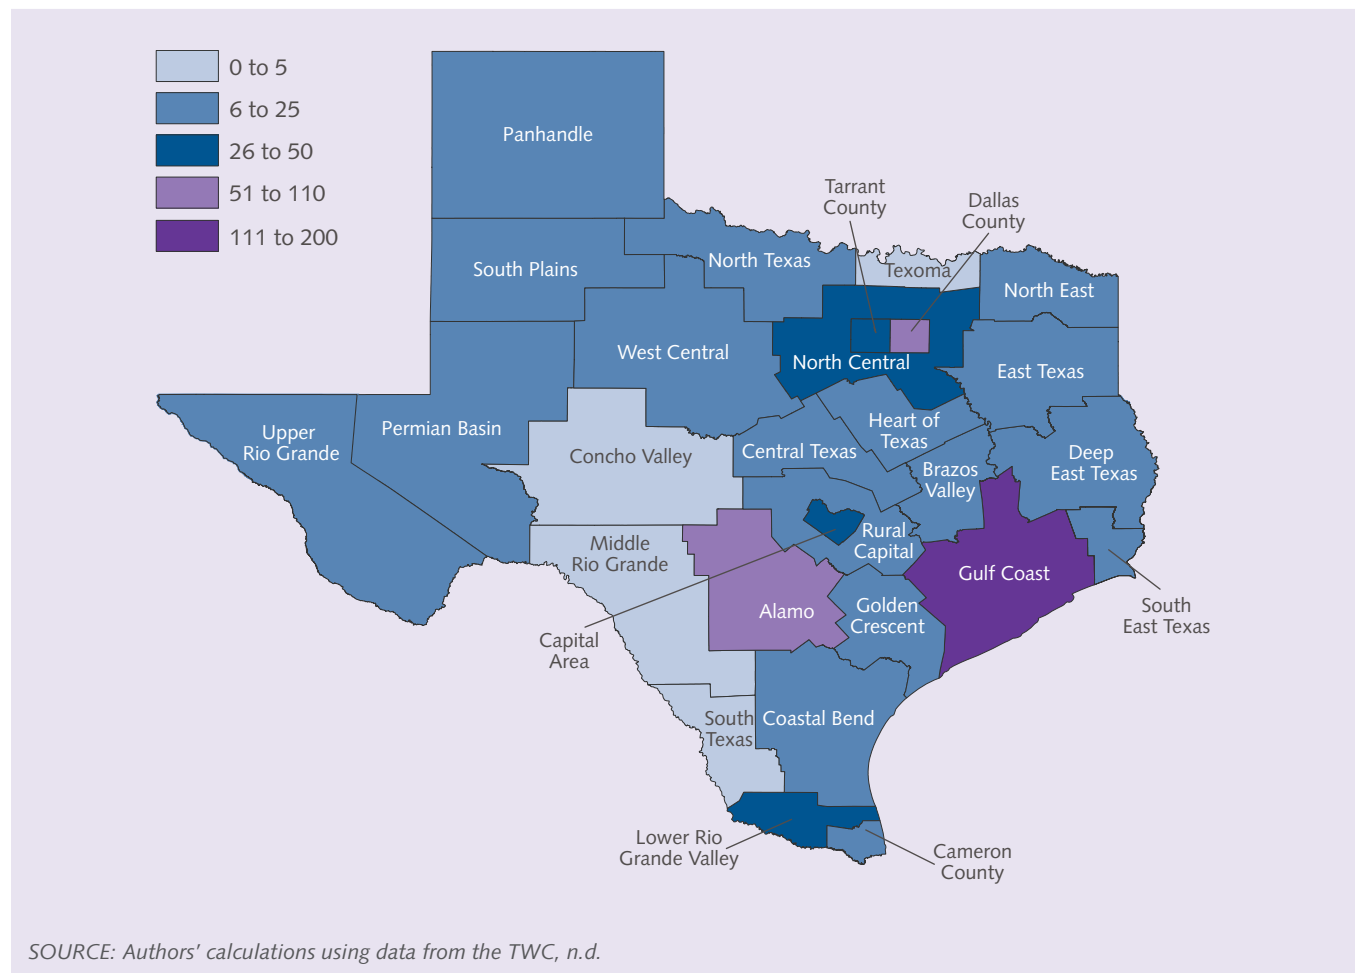 0 to 5
6 to 25
26 to 50
51 to 110
111 to 200
Panhandle
Tarrant
County
Dallas
County
South Plains
North Texas
Texoma
North East
West Central
North Central
East Texas
Upper
Rio Grande
Permian Basin
Concho Valley
Central Texas
Heart of
Texas
Brazos
Valley
Deep
East Texas
Middle
Rio Grande
Rural
Capital
Gulf Coast
Alamo
Golden
Crescent
South
East Texas
Capital
Area
South
Texas
Coastal Bend
Lower Rio
Grande Valley
Cameron
County
SOURCE: Authors' calculations using data from the TWC, n.d.